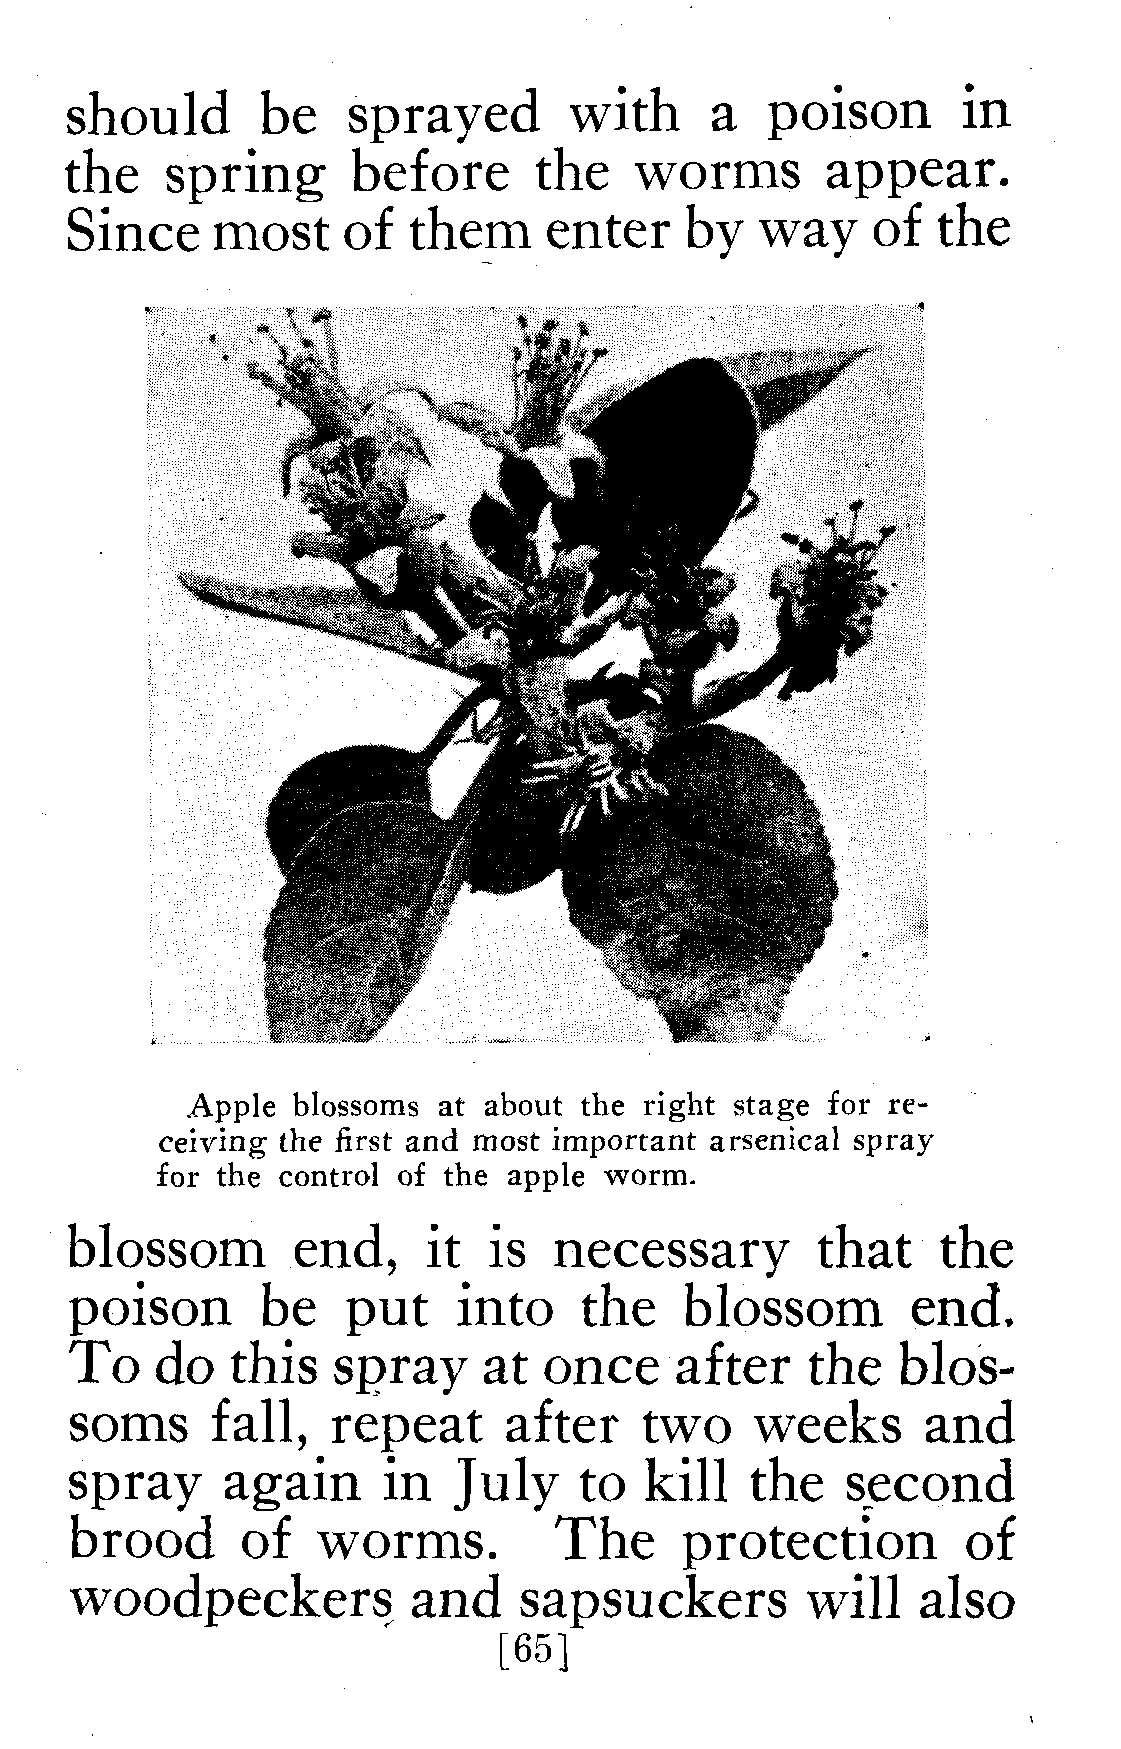 should be sprayed with a poison in
the spring before the worms appear.
Since most of them enter by way of the
Apple blossoms at about the right stage for re-
ceiving the first and most important arsenical spray
for the control of the apple worm.
blossom end, it is necessary that the
poison be put into the blossom end.
To do this spray at once after the blos-
soms fall, repeat after two weeks and
spray again in July to kill the second
brood of worms. The protection of
woodpeckers and sapsuckers will also
[65]